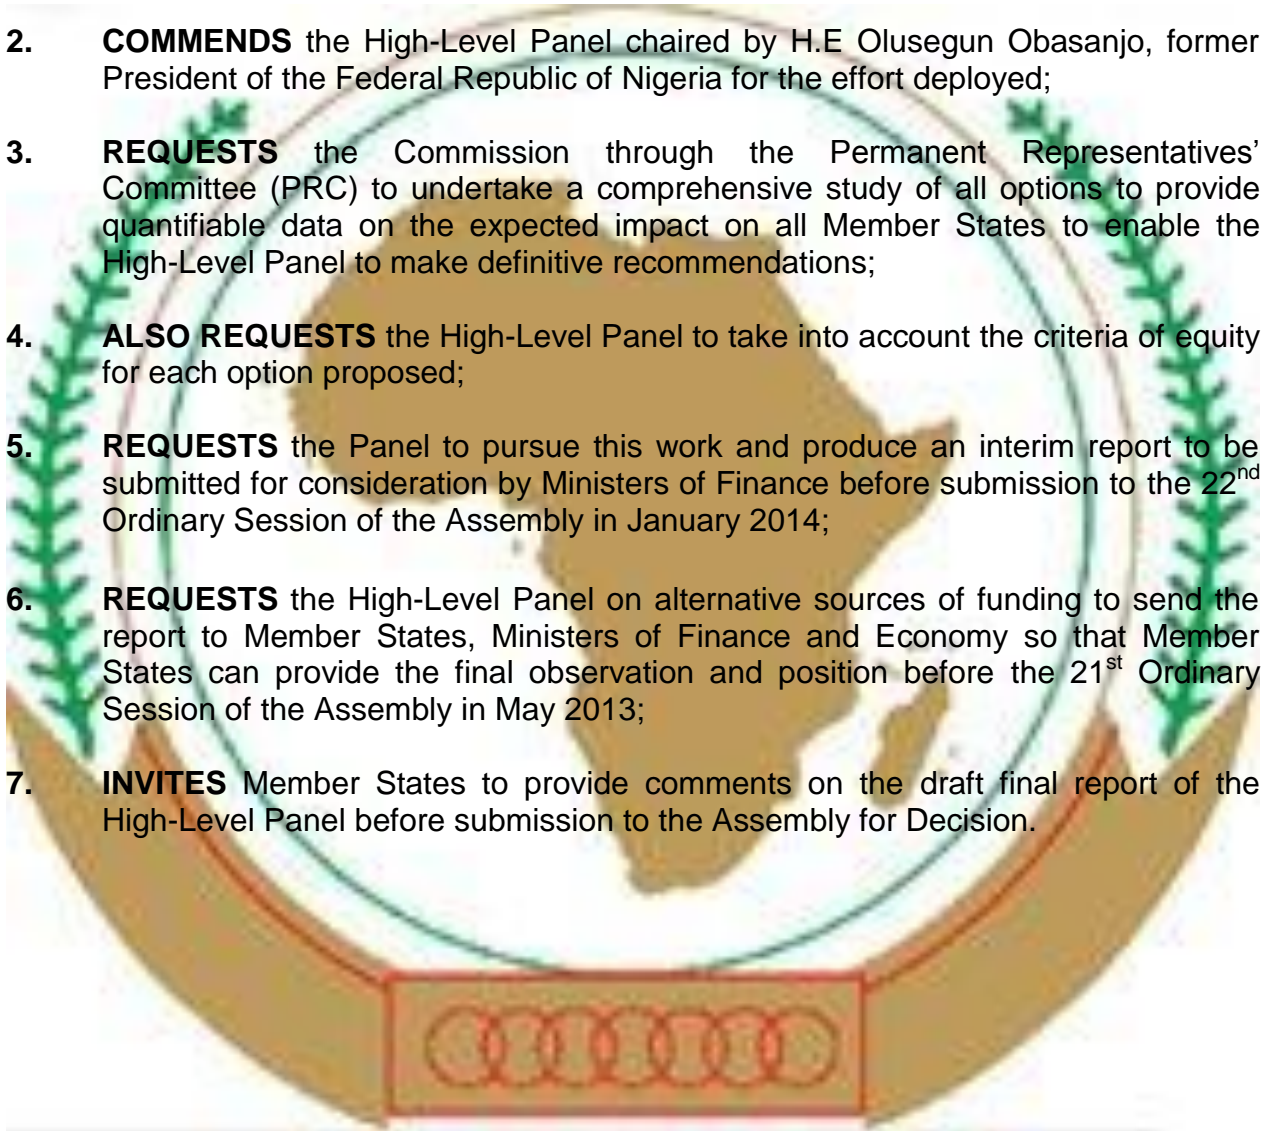 2. COMMENDS the High-Level Panel chaired by H.E Olusegun Obasanjo, former
President of the Federal Republic of Nigeria for the effort deployed;
3. REQUESTS the Commission through the Permanent Representatives’
Committee (PRC) to undertake a comprehensive study of all options to provide
quantifiable data on the expected impact on all Member States to enable the
High-Level Panel to make definitive recommendations;
4. ALSO REQUESTS the High-Level Panel to take into account the criteria of equity
for each option proposed;
5. REQUESTS the Panel to pursue this work and produce an interim report to be
submitted for consideration by Ministers of Finance before submission to the 22nd
Ordinary Session of the Assembly in January 2014;
6. REQUESTS the High-Level Panel on alternative sources of funding to send the
report to Member States, Ministers of Finance and Economy so that Member
States can provide the final observation and position before the 21st Ordinary
Session of the Assembly in May 2013;
7. INVITES Member States to provide comments on the draft final report of the
High-Level Panel before submission to the Assembly for Decision.